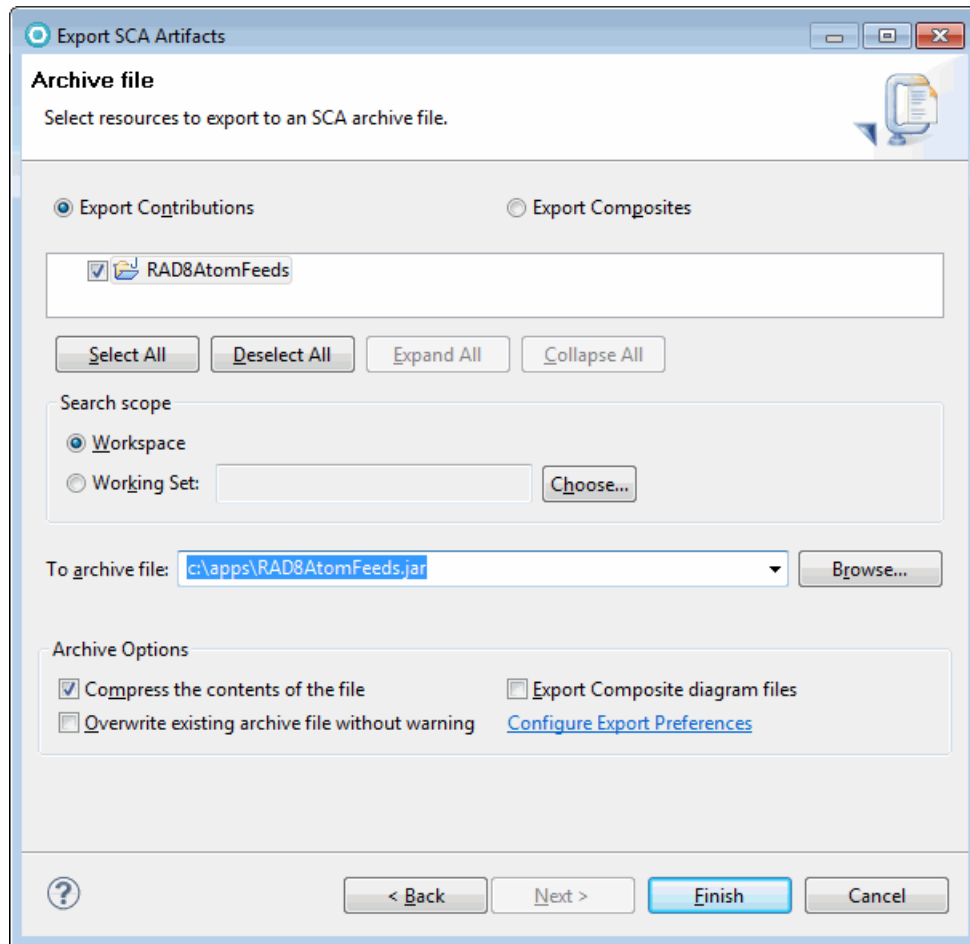 Export SCA Artifacts
Archive file
Select resources to export to an SCA archive file.
Export Contributions Export Composites
RAD8AtomFeeds
Select All Deselect All Expand All Collapse All
Search scope
Workspace
Working Set: Choose...
To archive file: c:\apps\RAD8AtomFeeds.jar Browse...
Archive Options
Compress the contents of the file Export Composite diagram files
Overwrite existing archive file without warning Configure Export Preferences
? < Back Next > Finish Cancel